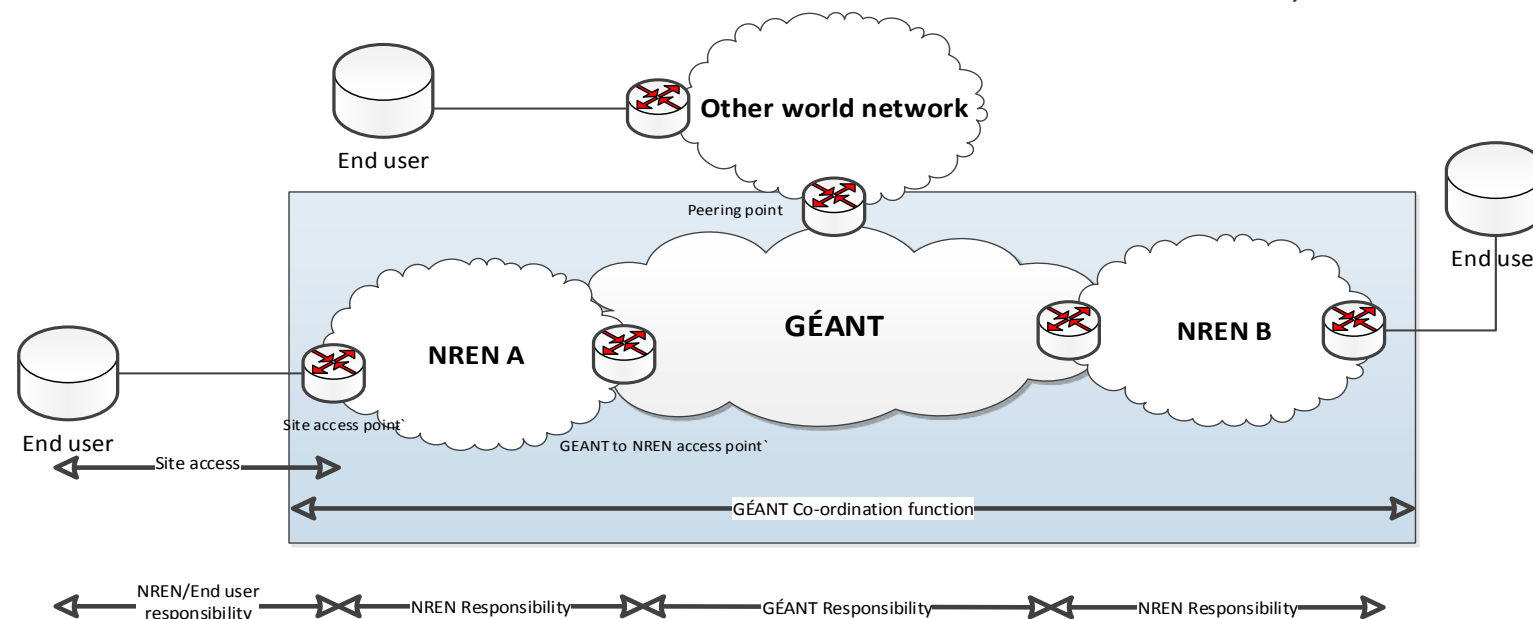 Other world network
End user
Peering point
End use
GÉANT
NREN A
NREN B
Site access point`
GEANT to NREN access point`
End user
Site access
GÉANT Co-ordination function
NREN/End user
responsibility
NREN Responsibility
GÉANT Responsibility
NREN Responsibility